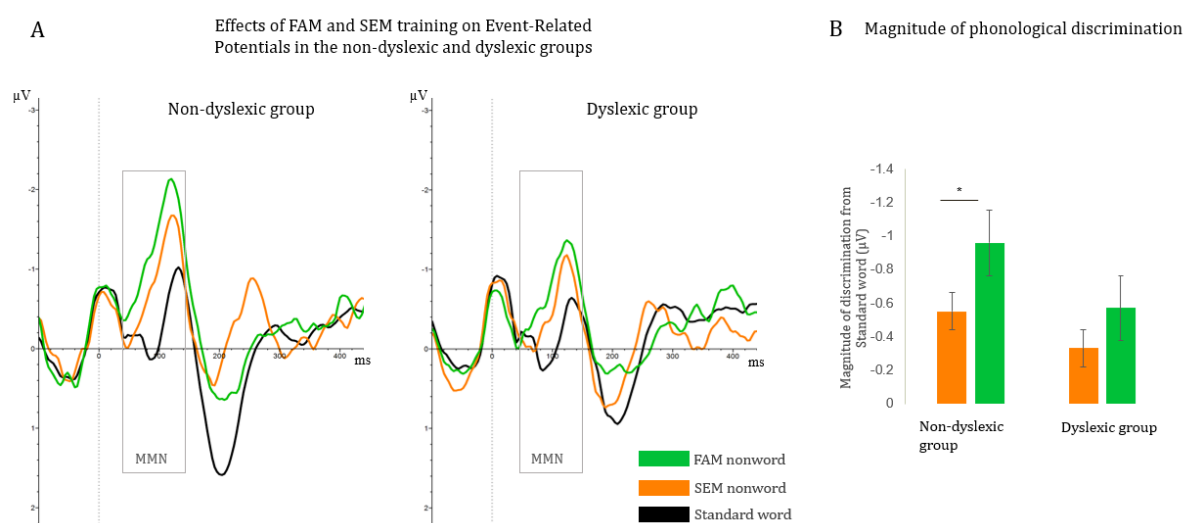 A
Effects of FAM and SEM training on Event-Related
Potentials in the non-dyslexic and dyslexic groups
µV
Non-dyslexic group
-3
-2
-1
0
1
2
0
100
200
300
400
ms
MMN
µV
Dyslexic group
-3
-2
-1
0
1
2
0
100
200
300
400
ms
MMN
FAM nonword
SEM nonword
Standard word
B
Magnitude of phonological discrimination
Magnitude of discrimination from
Standard word (µV)
-1.4
-1.2
-1
-0.8
-0.6
-0.4
-0.2
0
*
Non-dyslexic
group
Dyslexic group